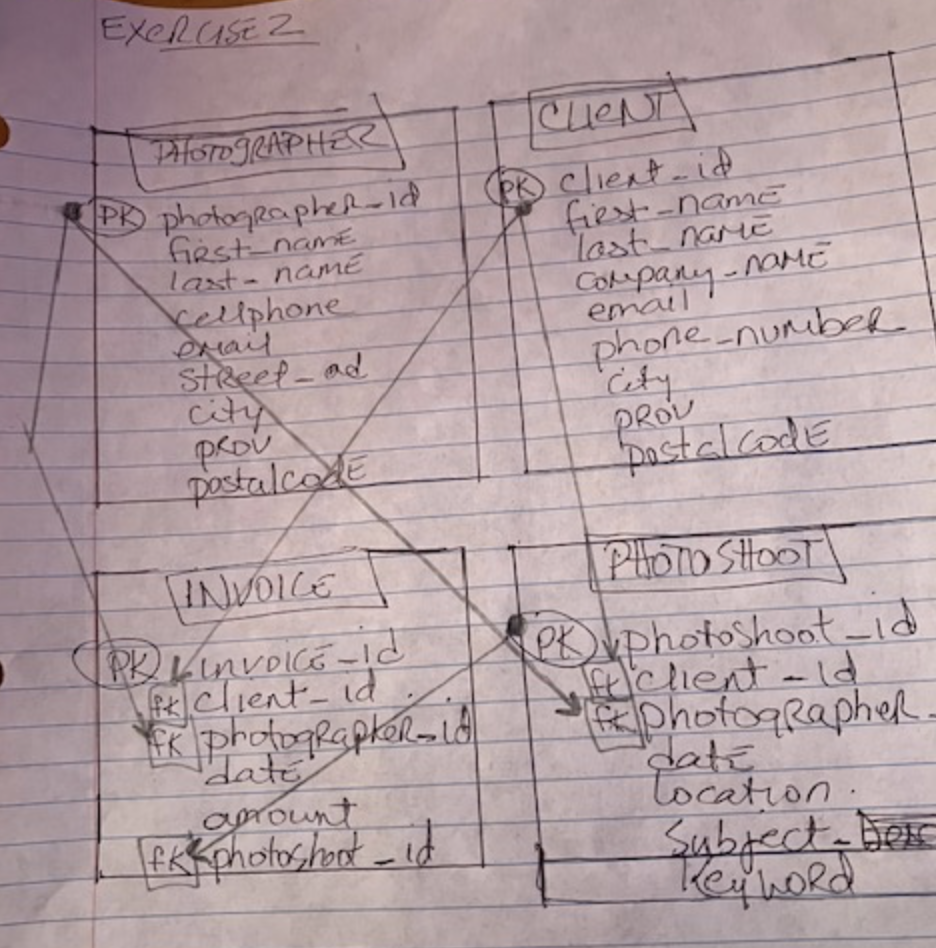 EXERCISE 2
PHOTOGRAPHER
PK photographer_id
first_name
last_name
cellphone
email
street_ad
city
prov
postalcode
CLIENT
PK client_id
first_name
last_name
company_name
email
phone_number
city
prov
postalcode
INVOICE
PK invoice_id
fk client_id
fk photographer_id
date
amount
fk photoshoot_id
PHOTOSHOOT
PK photoshoot_id
fk client_id
fk photographer_
date
location
Subject_
Keyword